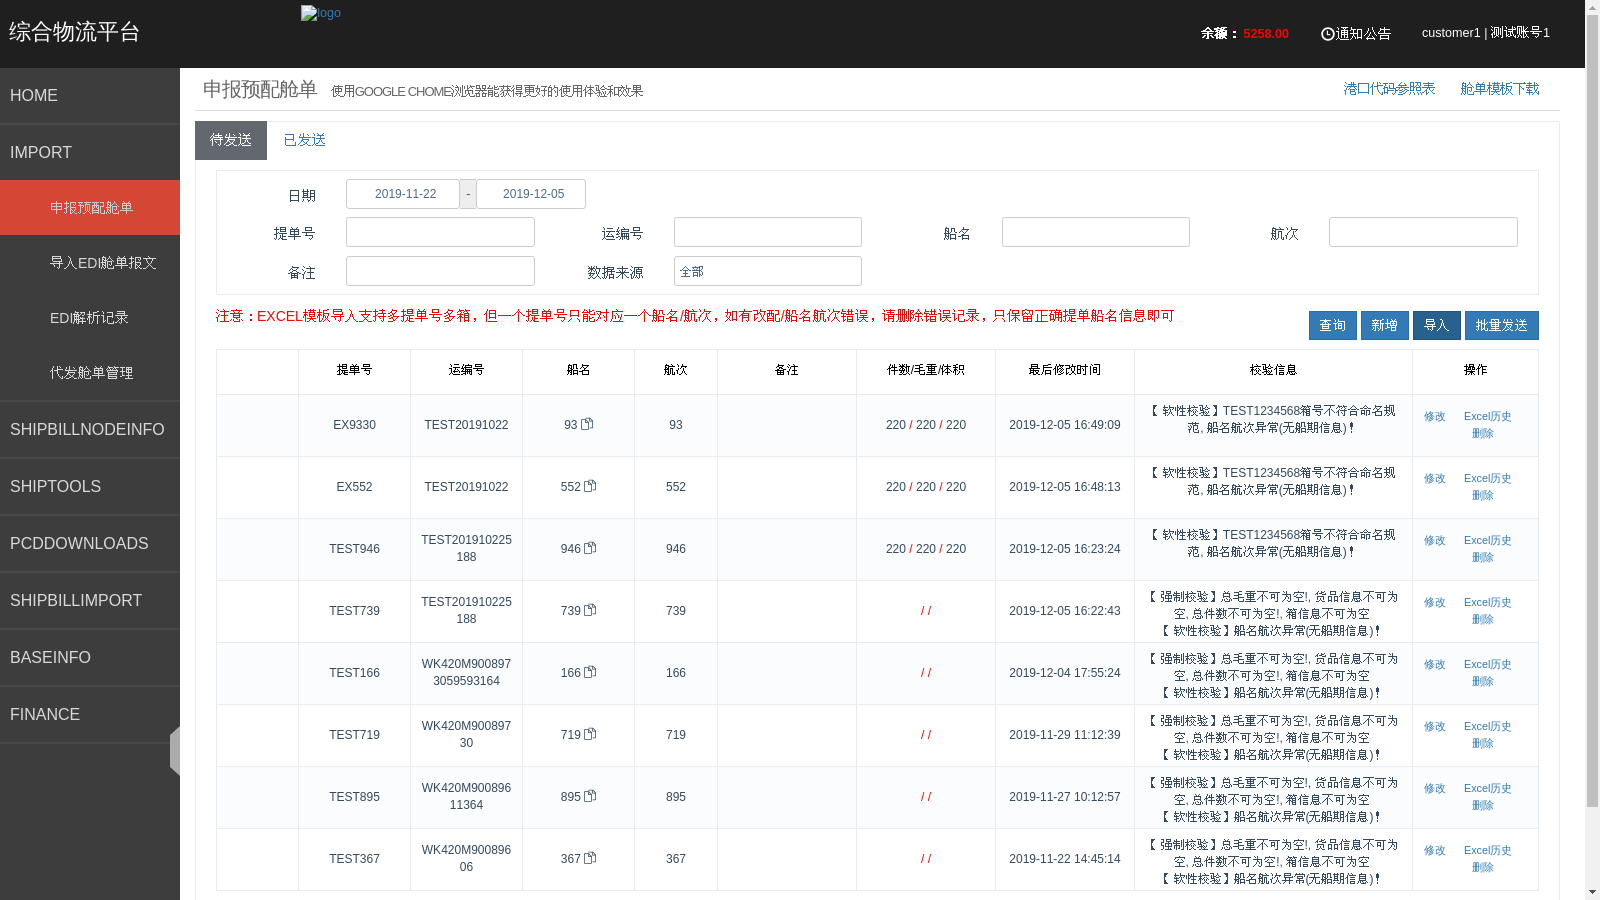 综合物流平台
logo
余额： 5258.00
通知公告
customer1 | 测试账号1
HOME
IMPORT
申报预配舱单
导入EDI舱单报文
EDI解析记录
代发舱单管理
SHIPBILLNODEINFO
SHIPTOOLS
PCDDOWNLOADS
SHIPBILLIMPORT
BASEINFO
FINANCE
申报预配舱单 使用GOOGLE CHOME浏览器能获得更好的使用体验和效果
港口代码参照表 舱单模板下载
待发送 已发送
日期 2019-11-22 - 2019-12-05
提单号 运编号 船名 航次
备注 数据来源 全部
注意：EXCEL模板导入支持多提单号多箱，但一个提单号只能对应一个船名/航次，如有改配/船名航次错误，请删除错误记录，只保留正确提单船名信息即可
查询 新增 导入 批量发送
提单号 运编号 船名 航次 备注 件数/毛重/体积 最后修改时间 校验信息 操作
EX9330 TEST20191022 93 93 220 / 220 / 220 2019-12-05 16:49:09
【 软性校验】TEST1234568箱号不符合命名规
范, 船名航次异常(无船期信息)！
修改 Excel历史
删除
EX552 TEST20191022 552 552 220 / 220 / 220 2019-12-05 16:48:13
【 软性校验】TEST1234568箱号不符合命名规
范, 船名航次异常(无船期信息)！
修改 Excel历史
删除
TEST946 TEST201910225
188
946 946 220 / 220 / 220 2019-12-05 16:23:24
【 软性校验】TEST1234568箱号不符合命名规
范, 船名航次异常(无船期信息)！
修改 Excel历史
删除
TEST739 TEST201910225
188
739 739 / / 2019-12-05 16:22:43
【 强制校验】总毛重不可为空!, 货品信息不可为
空, 总件数不可为空!, 箱信息不可为空
【 软性校验】船名航次异常(无船期信息)！
修改 Excel历史
删除
TEST166 WK420M900897
3059593164
166 166 / / 2019-12-04 17:55:24
【 强制校验】总毛重不可为空!, 货品信息不可为
空, 总件数不可为空!, 箱信息不可为空
【 软性校验】船名航次异常(无船期信息)！
修改 Excel历史
删除
TEST719 WK420M900897
30
719 719 / / 2019-11-29 11:12:39
【 强制校验】总毛重不可为空!, 货品信息不可为
空, 总件数不可为空!, 箱信息不可为空
【 软性校验】船名航次异常(无船期信息)！
修改 Excel历史
删除
TEST895 WK420M900896
11364
895 895 / / 2019-11-27 10:12:57
【 强制校验】总毛重不可为空!, 货品信息不可为
空, 总件数不可为空!, 箱信息不可为空
【 软性校验】船名航次异常(无船期信息)！
修改 Excel历史
删除
TEST367 WK420M900896
06
367 367 / / 2019-11-22 14:45:14
【 强制校验】总毛重不可为空!, 货品信息不可为
空, 总件数不可为空!, 箱信息不可为空
【 软性校验】船名航次异常(无船期信息)！
修改 Excel历史
删除